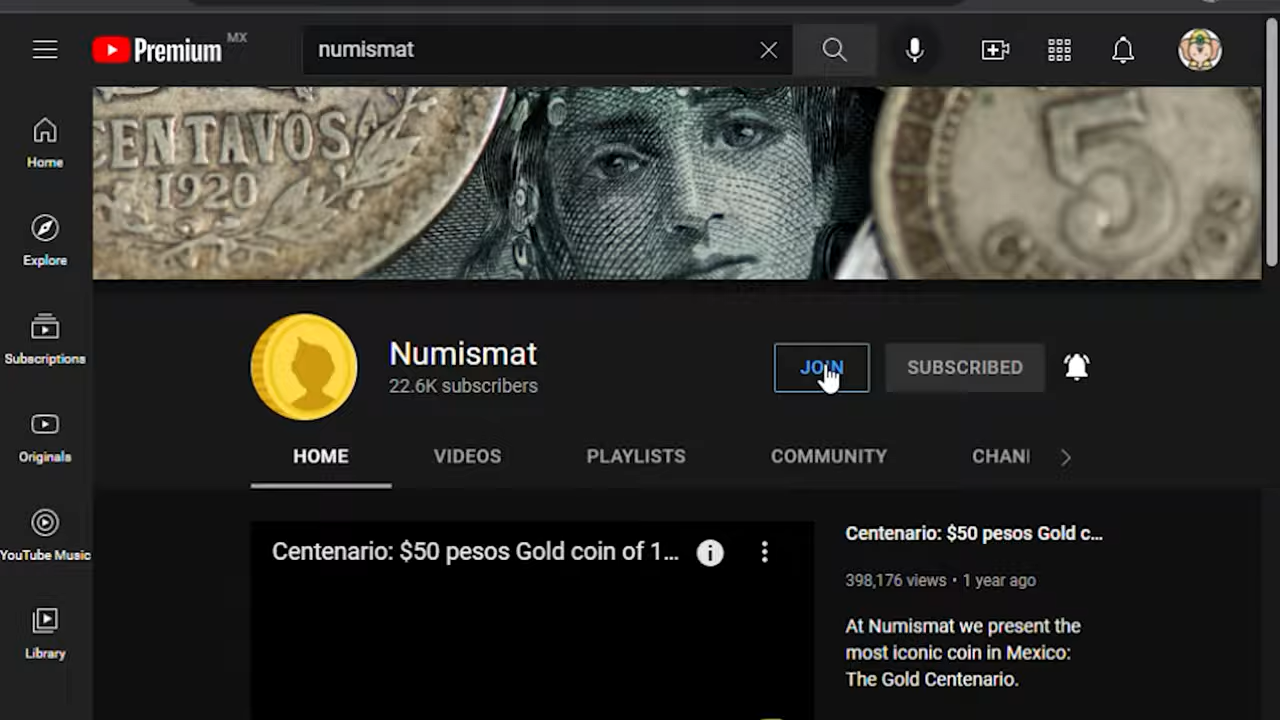 Premium MX
numismat
CENTAVOS
1920
5
Home
Explore
Subscriptions
Originals
YouTube Music
Library
Numismat
22.6K subscribers
JOIN
SUBSCRIBED
HOME
VIDEOS
PLAYLISTS
COMMUNITY
CHAN
Centenario: $50 pesos Gold coin of 1...
Centenario: $50 pesos Gold c...
398,176 views • 1 year ago
At Numismat we present the
most iconic coin in Mexico:
The Gold Centenario.